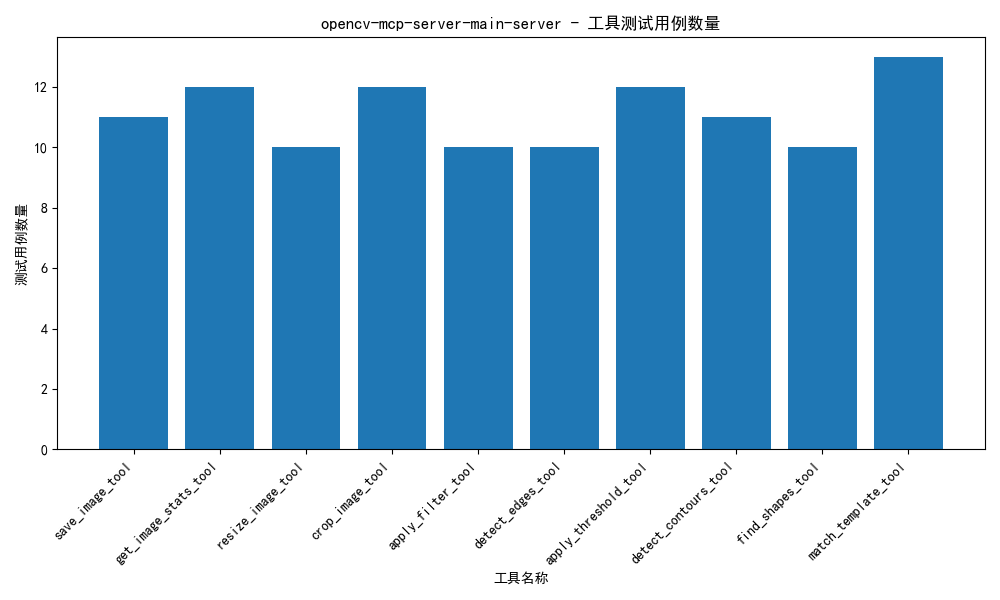 opencv-mcp-server-main-server - 工具测试用例数量
测试用例数量
12
10
8
6
4
2
0
save_image_tool
get_image_stats_tool
resize_image_tool
crop_image_tool
apply_filter_tool
detect_edges_tool
apply_threshold_tool
detect_contours_tool
find_shapes_tool
match_template_tool
工具名称